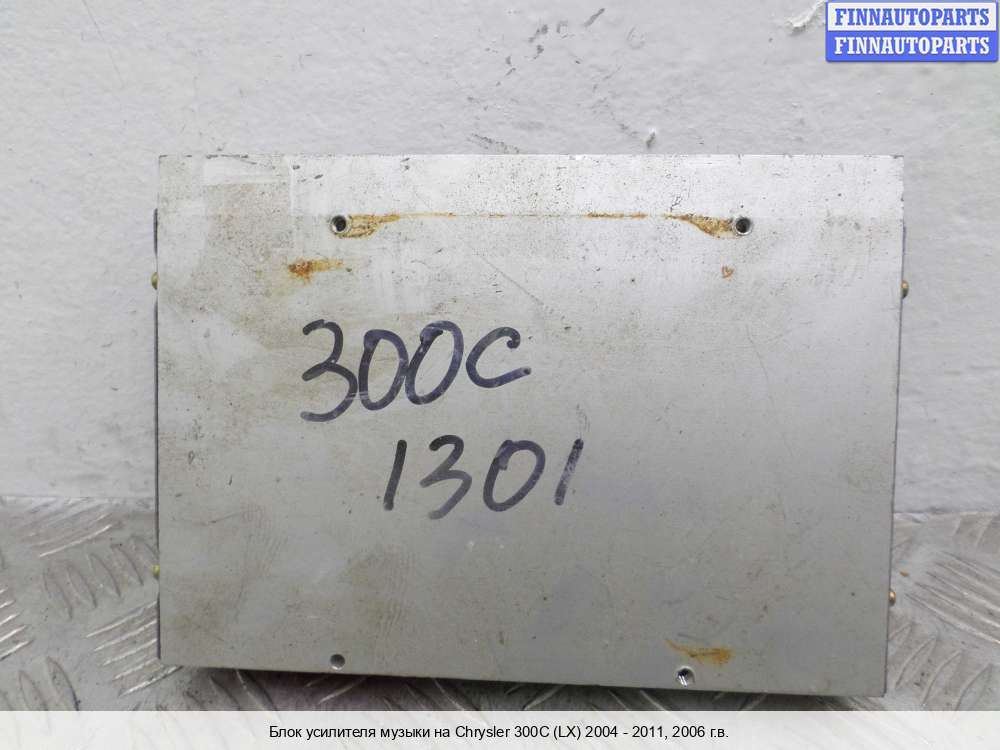 FINNAUTOPARTS
FINNAUTOPARTS
300C
1301
Блок усилителя музыки на Chrysler 300C (LX) 2004 - 2011, 2006 г.в.